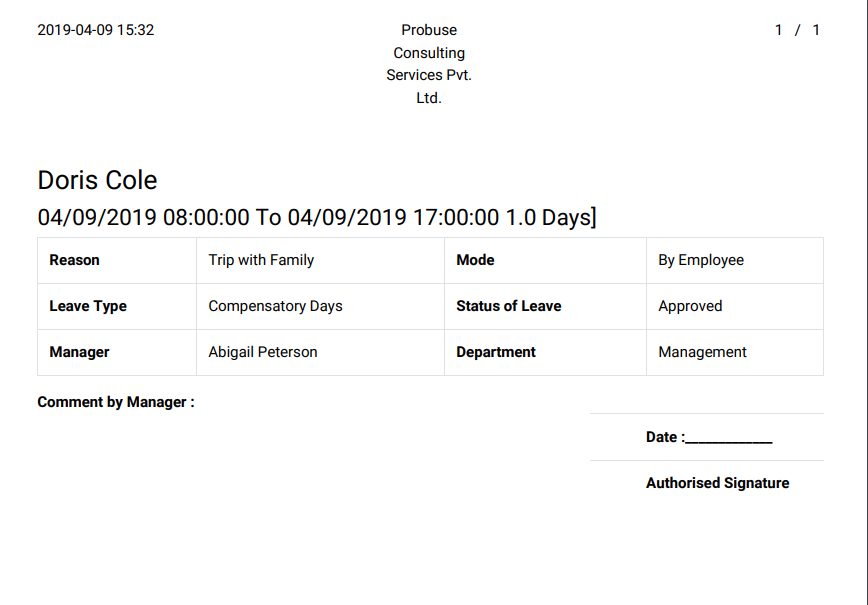 2019-04-09 15:32
Probuse
Consulting
Services Pvt.
Ltd.
1 / 1
Doris Cole
04/09/2019 08:00:00 To 04/09/2019 17:00:00 1.0 Days]
Reason Trip with Family Mode By Employee
Leave Type Compensatory Days Status of Leave Approved
Manager Abigail Peterson Department Management
Comment by Manager :
Date :_____________
Authorised Signature